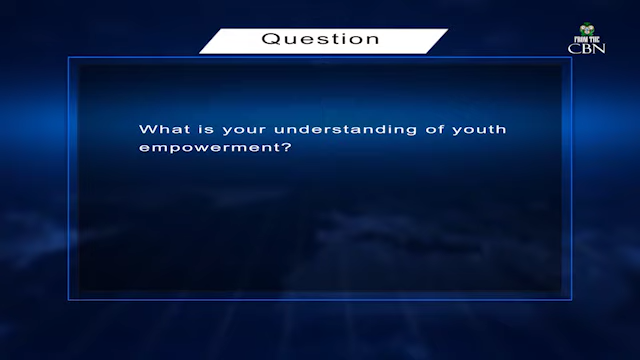 Question
FROM THE
CBN
What is your understanding of youth
empowerment?